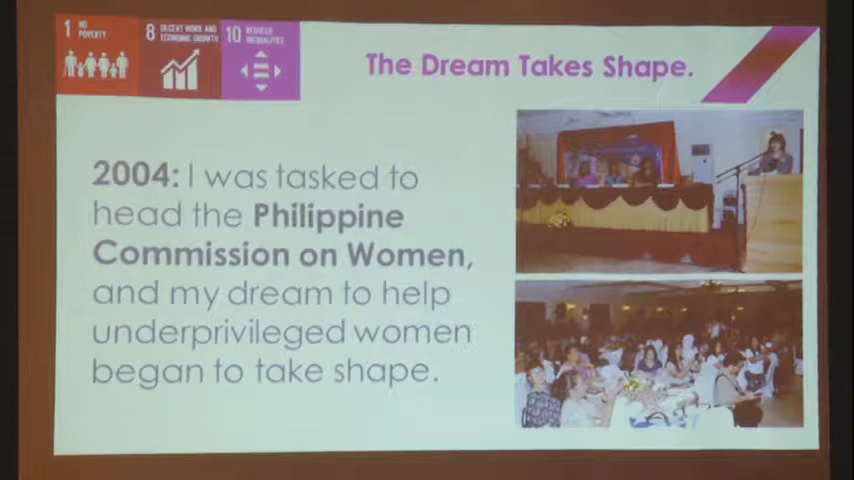 1 NO POVERTY
8 DECENT WORK AND ECONOMIC GROWTH
10 REDUCED INEQUALITIES
The Dream Takes Shape.
2004: I was tasked to
head the Philippine
Commission on Women,
and my dream to help
underprivileged women
began to take shape.